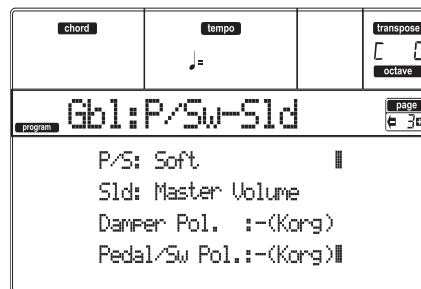 chord
tempo
transpose
♩=
octave
Gbl:P/Sw-Sld
program
page
3
P/S: Soft
Sld: Master Volume
Damper Pol. :-(Korg)
Pedal/Sw Pol.:-(Korg)